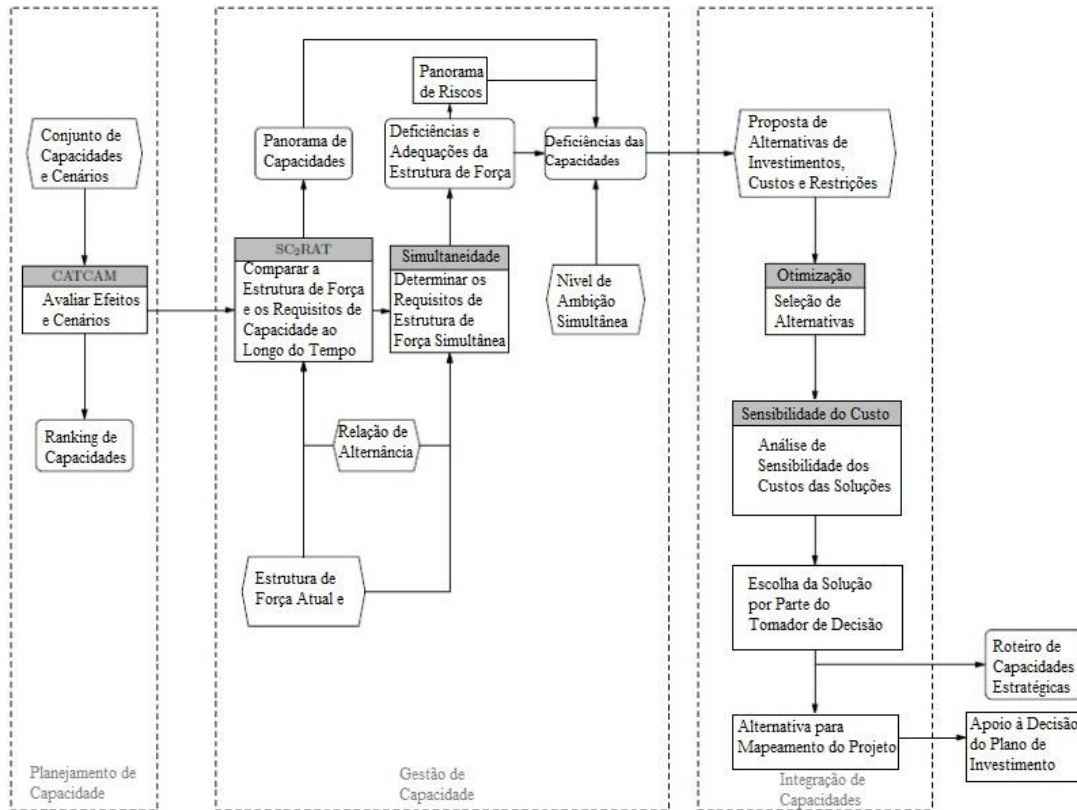 Conjunto de
Capacidades
e Cenários
CATCAM
Avaliar Efeitos
e Cenários
Ranking de
Capacidades
Planejamento de
Capacidade
Panorama de
Capacidades
Panorama
de Riscos
Deficiências e
Adequações da
Estrutura de Força
Deficiências das
Capacidades
SC₂RAT
Comparar a
Estrutura de Força
e os Requisitos de
Capacidade ao
Longo do Tempo
Simultaneidade
Determinar os
Requisitos de
Estrutura de
Força Simultânea
Nivel de
Ambição
Simultânea
Relação de
Alternância
Estrutura de
Força Atual e
Gestão de
Capacidade
Proposta de
Alternativas de
Investimentos,
Custos e Restrições
Otimização
Seleção de
Alternativas
Sensibilidade do Custo
Análise de
Sensibilidade dos
Custos das Soluções
Escolha da Solução
por Parte do
Tomador de Decisão
Roteiro de
Capacidades
Estratégicas
Alternativa para
Mapeamento do Projeto
Apoio à Decisão
do Plano de
Investimento
Integração de
Capacidades